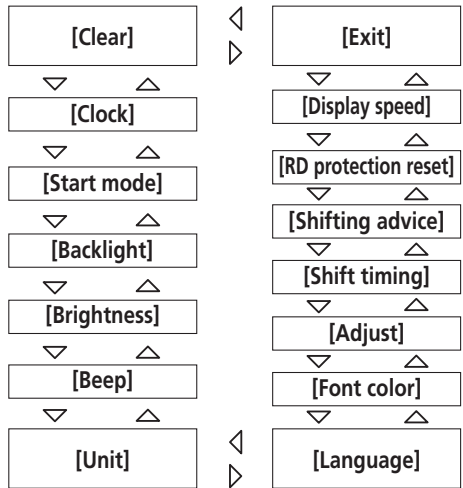 [Clear]
[Clock]
[Start mode]
[Backlight]
[Brightness]
[Beep]
[Unit]
[Exit]
[Display speed]
[RD protection reset]
[Shifting advice]
[Shift timing]
[Adjust]
[Font color]
[Language]